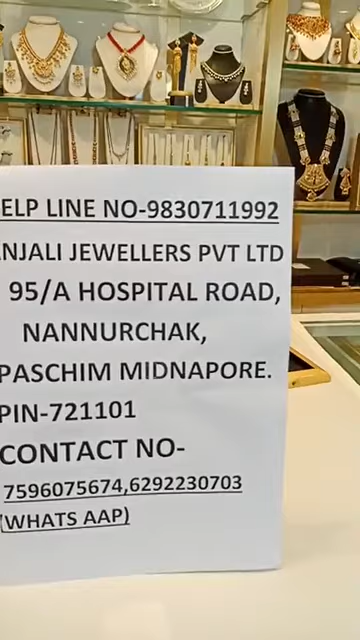 ELP LINE NO-9830711992
NJALI JEWELLERS PVT LTD
95/A HOSPITAL ROAD,
NANNURCHAK,
PASCHIM MIDNAPORE.
PIN-721101
CONTACT NO-
7596075674,6292230703
(WHATS AAP)